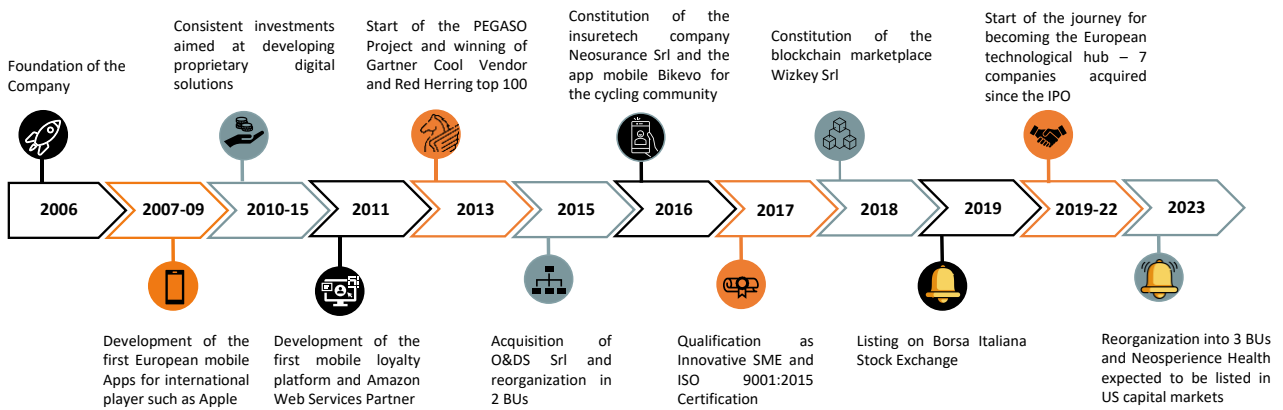 Foundation of the
Company
Consistent investments
aimed at developing
proprietary digital
solutions
Start of the PEGASO
Project and winning of
Gartner Cool Vendor
and Red Herring top 100
Constitution of the
insuretech company
Neosurance Srl and the
app mobile Bikevo for
the cycling community
Constitution of the
blockchain marketplace
Wizkey Srl
Start of the journey for
becoming the European
technological hub – 7
companies acquired
since the IPO
2006
2007-09
2010-15
2011
2013
2015
2016
2017
2018
2019
2019-22
2023
Development of the
first European mobile
Apps for international
player such as Apple
Development of the
first mobile loyalty
platform and Amazon
Web Services Partner
Acquisition of
O&DS Srl and
reorganization in
2 BUs
Qualification as
Innovative SME and
ISO 9001:2015
Certification
Listing on Borsa Italiana
Stock Exchange
Reorganization into 3 BUs
and Neosperience Health
expected to be listed in
US capital markets